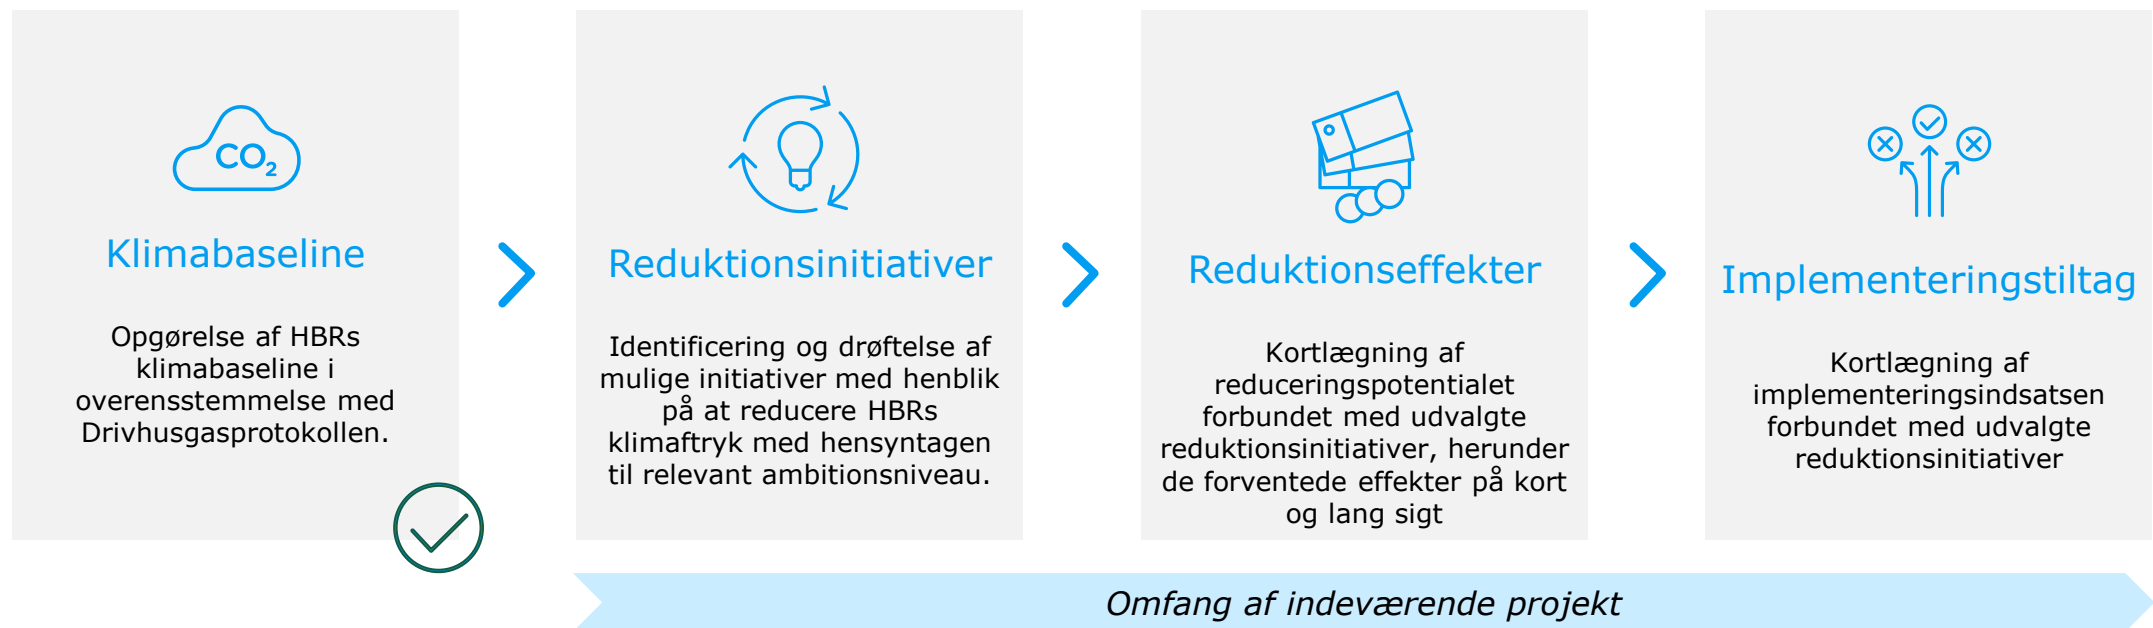 CO₂
Klimabaseline
Opgørelse af HBRs
klimabaseline i
overensstemmelse med
Drivhusgasprotokollen.
Reduktionsinitiativer
Identificering og drøftelse af
mulige initiativer med henblik
på at reducere HBRs
klimaftryk med hensyntagen
til relevant ambitionsniveau.
Reduktionseffekter
Kortlægning af
reduceringspotentialet
forbundet med udvalgte
reduktionsinitiativer, herunder
de forventede effekter på kort
og lang sigt
Implementeringstiltag
Kortlægning af
implementeringsindsatsen
forbundet med udvalgte
reduktionsinitiativer
Omfang af indeværende projekt